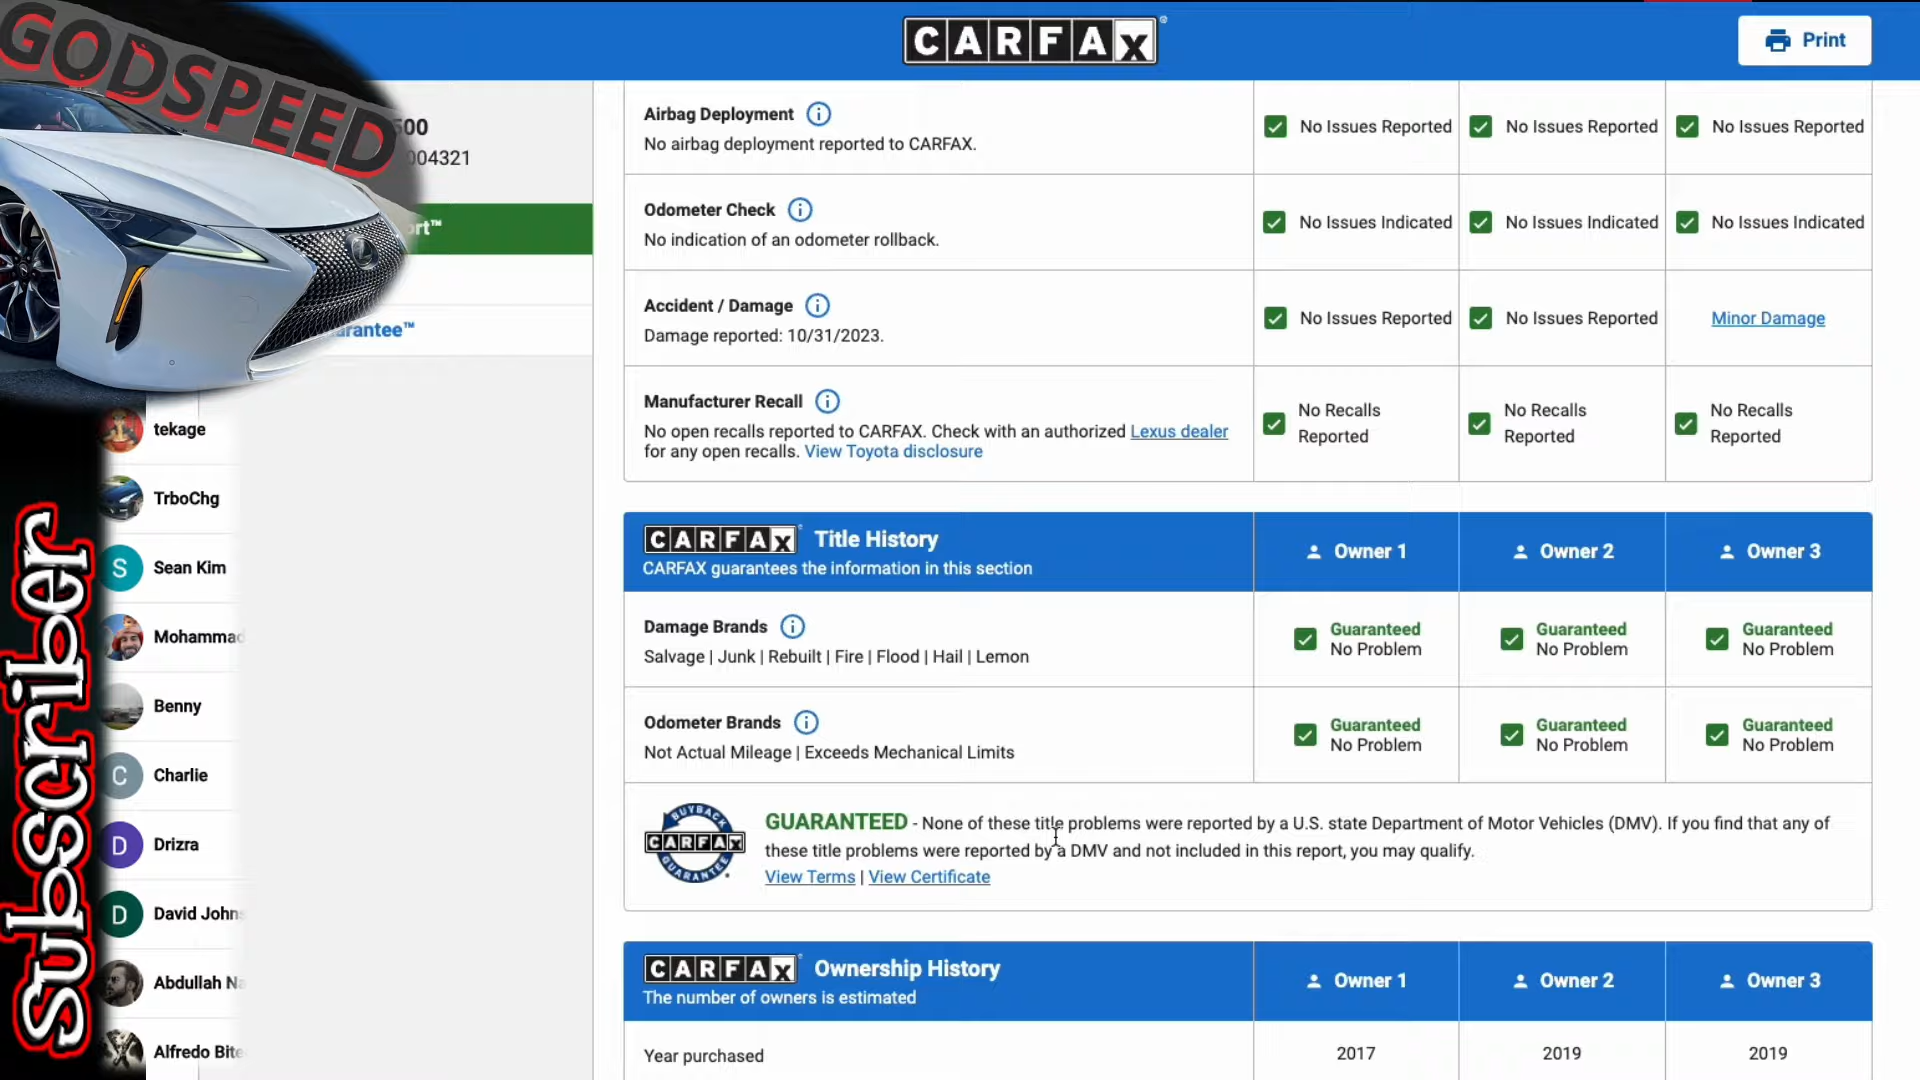 GODSPEED
CARFAX
Print
500
004321
ort™
arantee™
Airbag Deployment
No airbag deployment reported to CARFAX.
No Issues Reported
No Issues Reported
No Issues Reported
Odometer Check
No indication of an odometer rollback.
No Issues Indicated
No Issues Indicated
No Issues Indicated
Accident / Damage
Damage reported: 10/31/2023.
No Issues Reported
No Issues Reported
Minor Damage
Manufacturer Recall
No open recalls reported to CARFAX. Check with an authorized Lexus dealer
for any open recalls. View Toyota disclosure
No Recalls
Reported
No Recalls
Reported
No Recalls
Reported
CARFAX Title History
CARFAX guarantees the information in this section
Owner 1
Owner 2
Owner 3
Damage Brands
Salvage | Junk | Rebuilt | Fire | Flood | Hail | Lemon
Guaranteed
No Problem
Guaranteed
No Problem
Guaranteed
No Problem
Odometer Brands
Not Actual Mileage | Exceeds Mechanical Limits
Guaranteed
No Problem
Guaranteed
No Problem
Guaranteed
No Problem
BUYBACK
CARFAX
GUARANTEE
GUARANTEED - None of these title problems were reported by a U.S. state Department of Motor Vehicles (DMV). If you find that any of
these title problems were reported by a DMV and not included in this report, you may qualify.
View Terms | View Certificate
CARFAX Ownership History
The number of owners is estimated
Owner 1
Owner 2
Owner 3
Year purchased
2017
2019
2019
Subscriber
tekage
TrboChg
S
Sean Kim
Mohammad
Benny
C
Charlie
D
Drizra
D
David Johns
Abdullah Na
Alfredo Bite